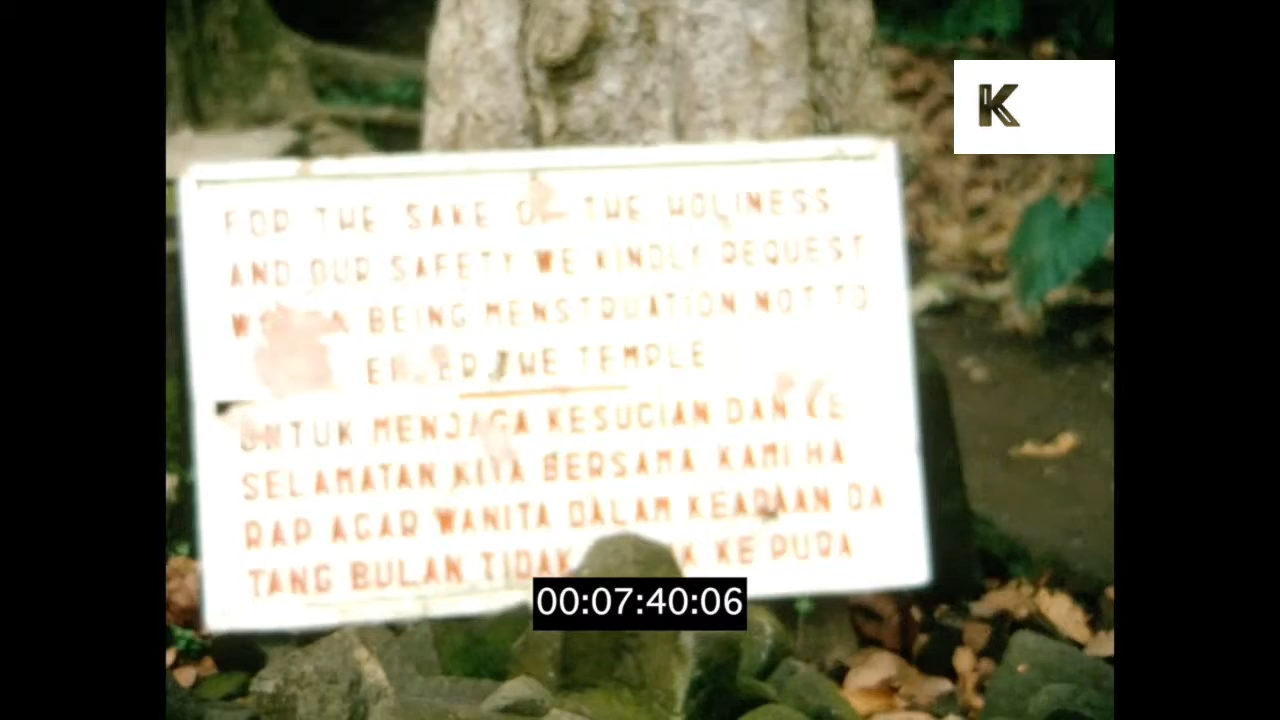 K
FOR THE SAKE OF THE HOLINESS
AND OUR SAFETY WE KINDLY REQUEST
BEING MENSTRUATION NOT TO
ENTER THE TEMPLE
UNTUK MENJAGA KESUCIAN DAN KE
SELAMATAN KITA BERSAMA KAMI HA
RAP AGAR WANITA DALAM KEADAAN DA
TANG BULAN TIDAK KE PURA
00:07:40:06